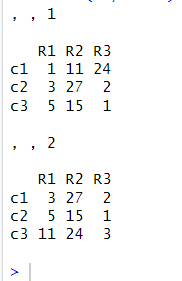 , , 1
   R1 R2 R3
c1  1 11 24
c2  3 27  2
c3  5 15  1
, , 2
   R1 R2 R3
c1  3 27  2
c2  5 15  1
c3 11 24  3
>